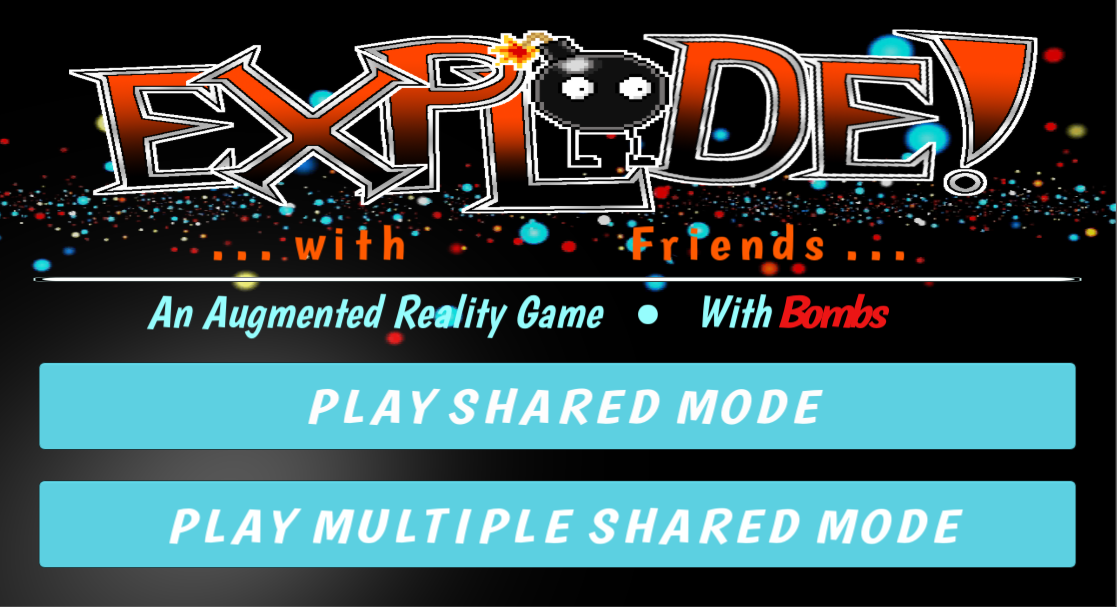 EXPLODE!
...with Friends...
An Augmented Reality Game • With Bombs
PLAY SHARED MODE
PLAY MULTIPLE SHARED MODE